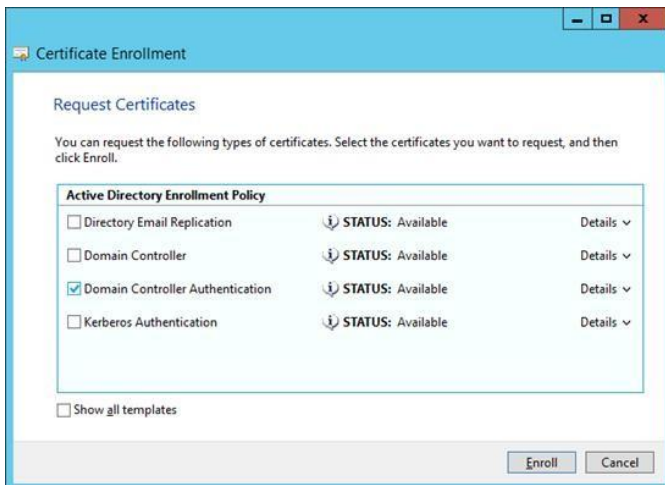 Certificate Enrollment
Request Certificates
You can request the following types of certificates. Select the certificates you want to request, and then
click Enroll.
Active Directory Enrollment Policy
Directory Email Replication STATUS: Available Details
Domain Controller STATUS: Available Details
Domain Controller Authentication STATUS: Available Details
Kerberos Authentication STATUS: Available Details
Show all templates
Enroll Cancel